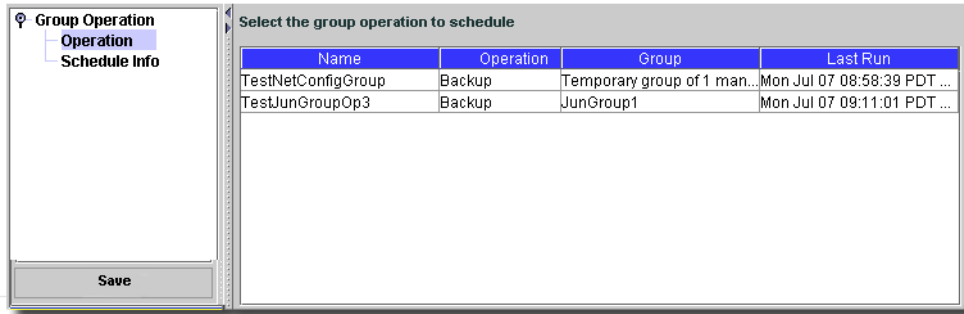 Group Operation
Operation
Schedule Info
Save
Select the group operation to schedule
Name Operation Group Last Run
TestNetConfigGroup Backup Temporary group of 1 man... Mon Jul 07 08:58:39 PDT ...
TestJunGroupOp3 Backup JunGroup1 Mon Jul 07 09:11:01 PDT ...